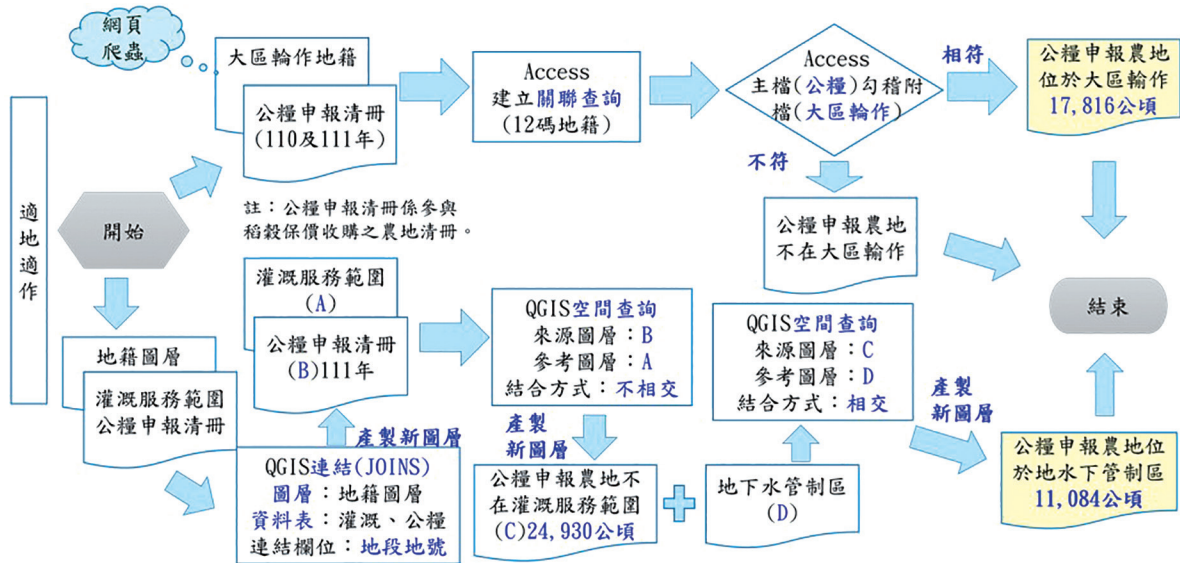 網頁
爬蟲
適地適作
開始
大區輪作地籍
公糧申報清冊
(110及111年)
註：公糧申報清冊係參與
稻穀保價收購之農地清冊。
Access
建立關聯查詢
(12碼地籍)
Access
主檔(公糧)勾稽附
檔(大區輪作)
相符
公糧申報農地
位於大區輪作
17,816公頃
不符
公糧申報農地
不在大區輪作
結束
地籍圖層
灌溉服務範圍
公糧申報清冊
QGIS連結(JOINS)
圖層：地籍圖層
資料表：灌溉、公糧
連結欄位：地段地號
產製新圖層
灌溉服務範圍
(A)
公糧申報清冊
(B)111年
QGIS空間查詢
來源圖層：B
參考圖層：A
結合方式：不相交
產製
新圖層
公糧申報農地不
在灌溉服務範圍
(C)24,930公頃
地下水管制區
(D)
QGIS空間查詢
來源圖層：C
參考圖層：D
結合方式：相交
產製
新圖層
公糧申報農地位
於地水下管制區
11,084公頃